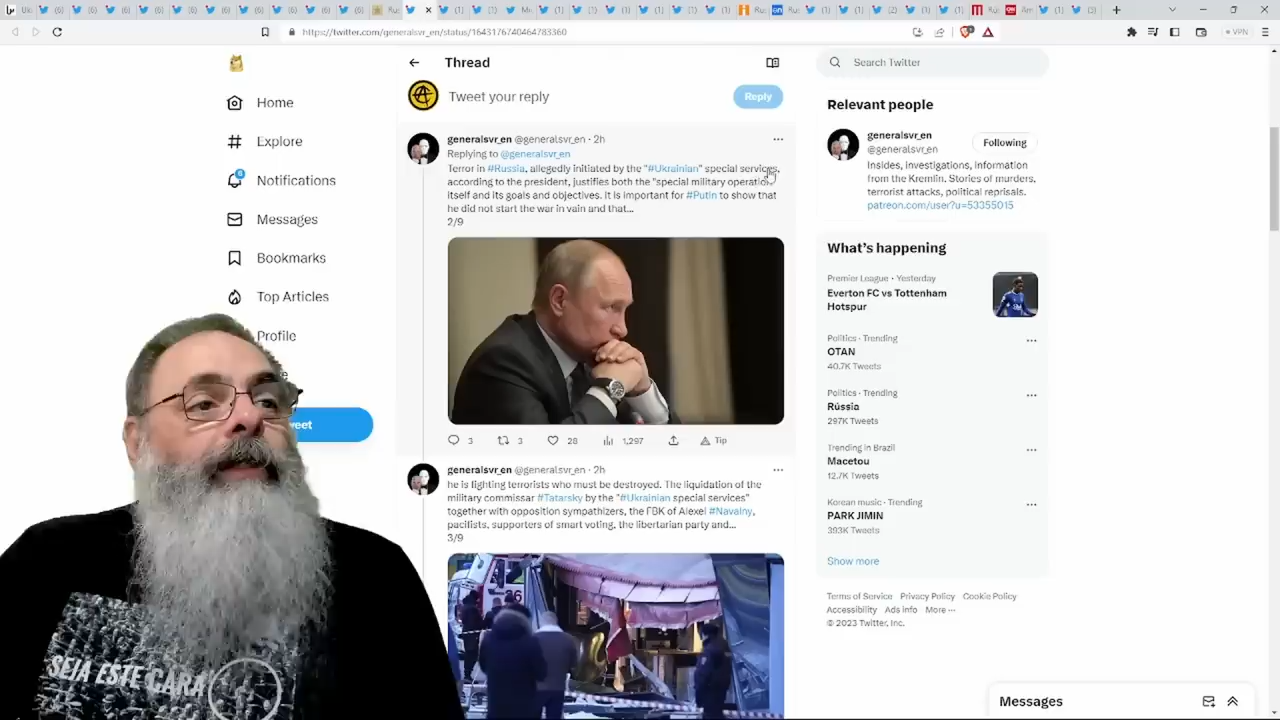 https://twitter.com/generalsvr_en/status/1643176740464783360
VPN
Home
Explore
Notifications
Messages
Bookmarks
Top Articles
Profile
eet
Thread
Tweet your reply
Reply
generalsvr_en @generalsvr_en · 2h
Replying to @generalsvr_en
Terror in #Russia, allegedly initiated by the "#Ukrainian" special services,
according to the president, justifies both the "special military operation"
itself and its goals and objectives. It is important for #Putin to show that
he did not start the war in vain and that...
2/9
3
3
28
1,297
Tip
generalsvr_en @generalsvr_en · 2h
he is fighting terrorists who must be destroyed. The liquidation of the
military commissar #Tatarsky by the "#Ukrainian special services"
together with opposition sympathizers, the ГBK of Alexel #Navalny,
pacifists, supporters of smart voting, the libertarian party and...
3/9
Search Twitter
Relevant people
generalsvr_en
@generalsvr_en
Following
Insides, investigations, information
from the Kremlin. Stories of murders,
terrorist attacks, political reprisals.
patreon.com/user?u=53355015
What's happening
Premier League · Yesterday
Everton FC vs Tottenham
Hotspur
Politics · Trending
OTAN
40.7K Tweets
Politics · Trending
Rússia
297K Tweets
Trending in Brazil
Macetou
12.7K Tweets
Korean music · Trending
PARK JIMIN
393K Tweets
Show more
Terms of Service Privacy Policy Cookie Policy
Accessibility Ads info More ···
© 2023 Twitter, Inc.
Messages
SEJA ESTE CARA